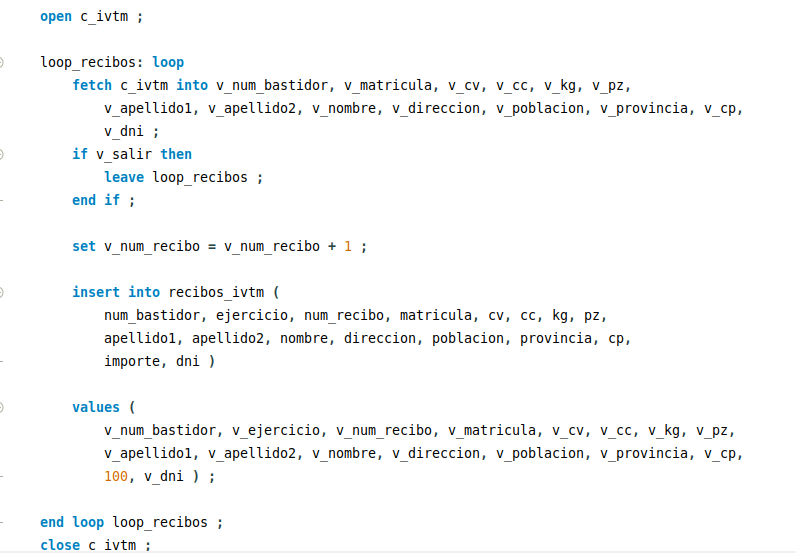 open c_ivtm ;
loop_recibos: loop
fetch c_ivtm into v_num_bastidor, v_matricula, v_cv, v_cc, v_kg, v_pz,
v_apellido1, v_apellido2, v_nombre, v_direccion, v_poblacion, v_provincia, v_cp,
v_dni ;
if v_salir then
leave loop_recibos ;
end if ;
set v_num_recibo = v_num_recibo + 1 ;
insert into recibos_ivtm (
num_bastidor, ejercicio, num_recibo, matricula, cv, cc, kg, pz,
apellido1, apellido2, nombre, direccion, poblacion, provincia, cp,
importe, dni )
values (
v_num_bastidor, v_ejercicio, v_num_recibo, v_matricula, v_cv, v_cc, v_kg, v_pz,
v_apellido1, v_apellido2, v_nombre, v_direccion, v_poblacion, v_provincia, v_cp,
100, v_dni ) ;
end loop loop_recibos ;
close c_ivtm ;